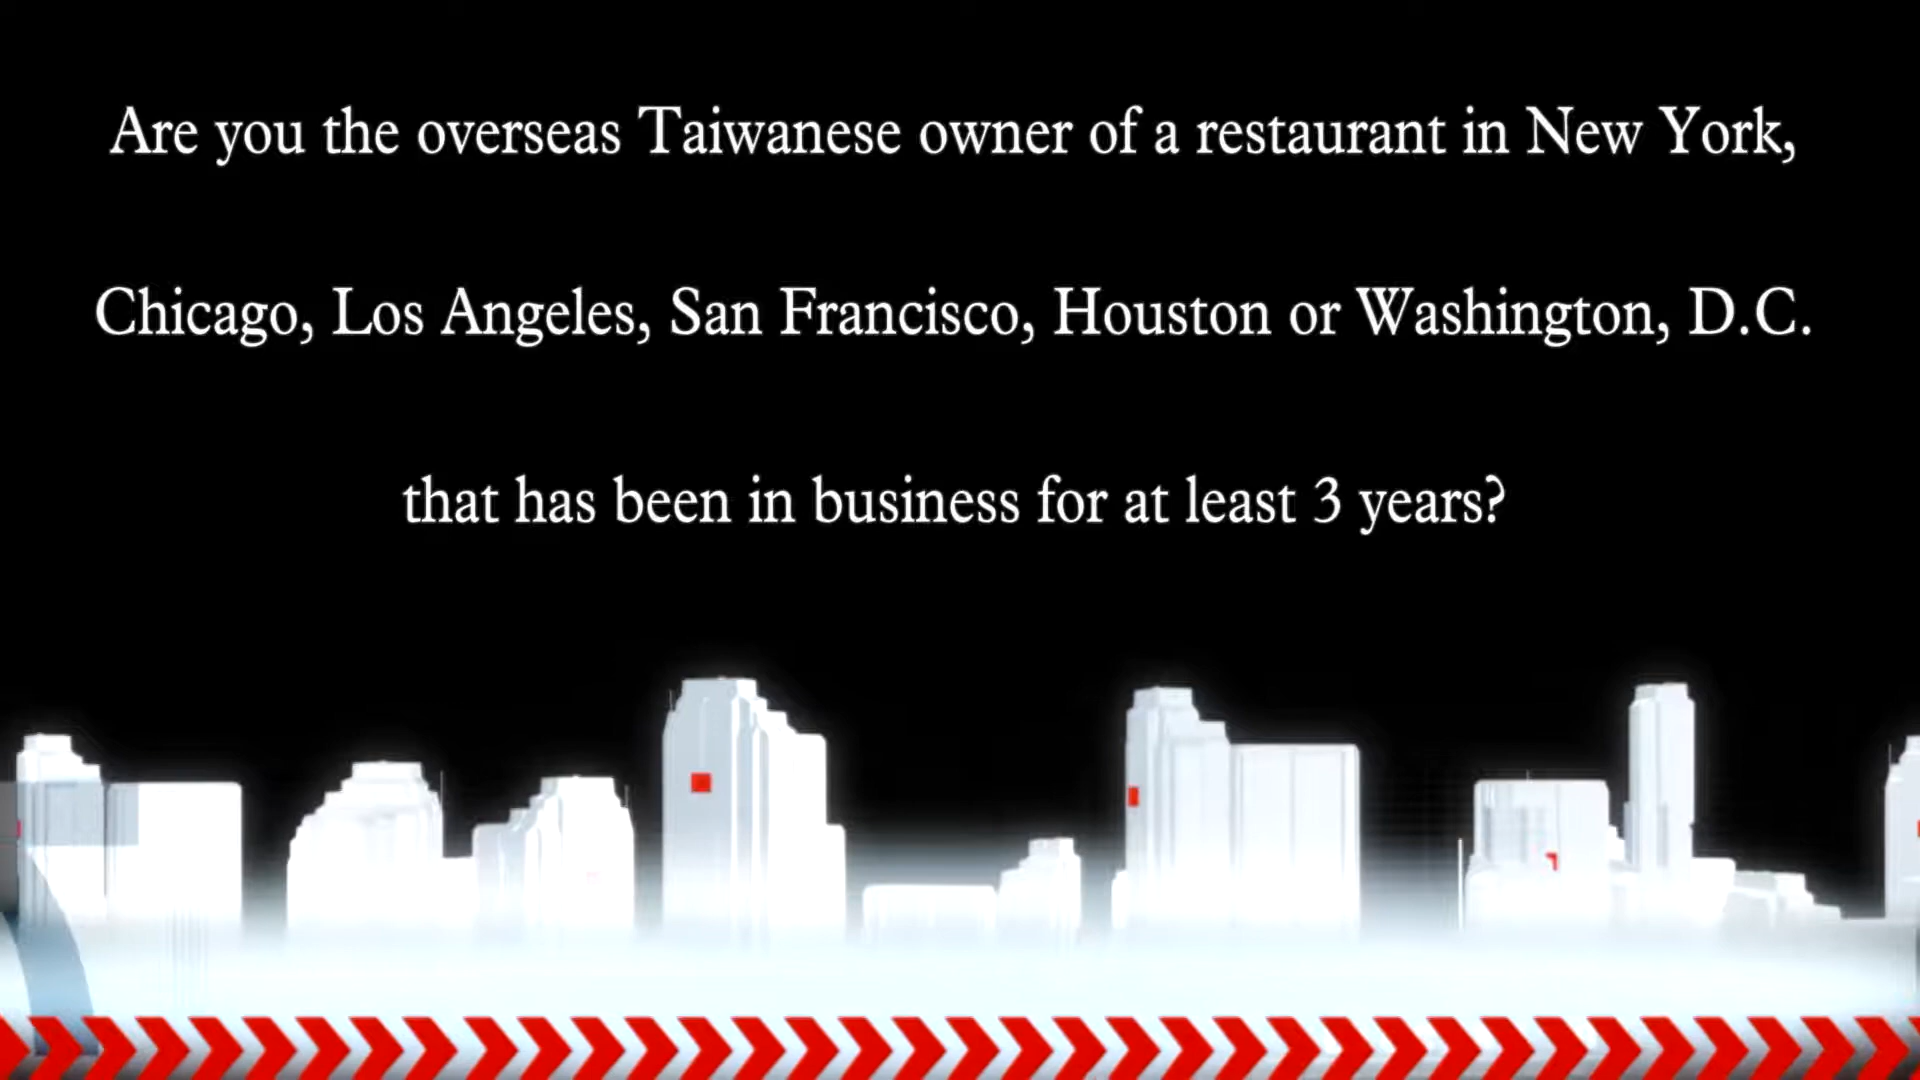 Are you the overseas Taiwanese owner of a restaurant in New York,
Chicago, Los Angeles, San Francisco, Houston or Washington, D.C.
that has been in business for at least 3 years?